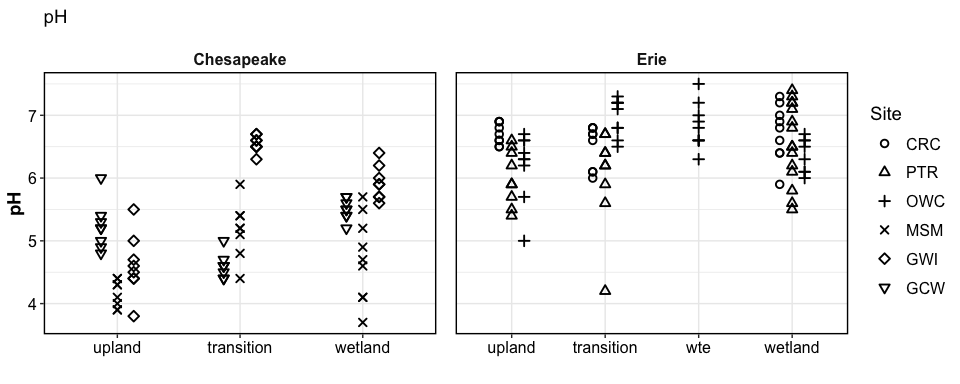 pH
Chesapeake
Erie
pH
7
6
5
4
upland transition wetland
upland transition wte wetland
Site
CRC
PTR
OWC
MSM
GWI
GCW